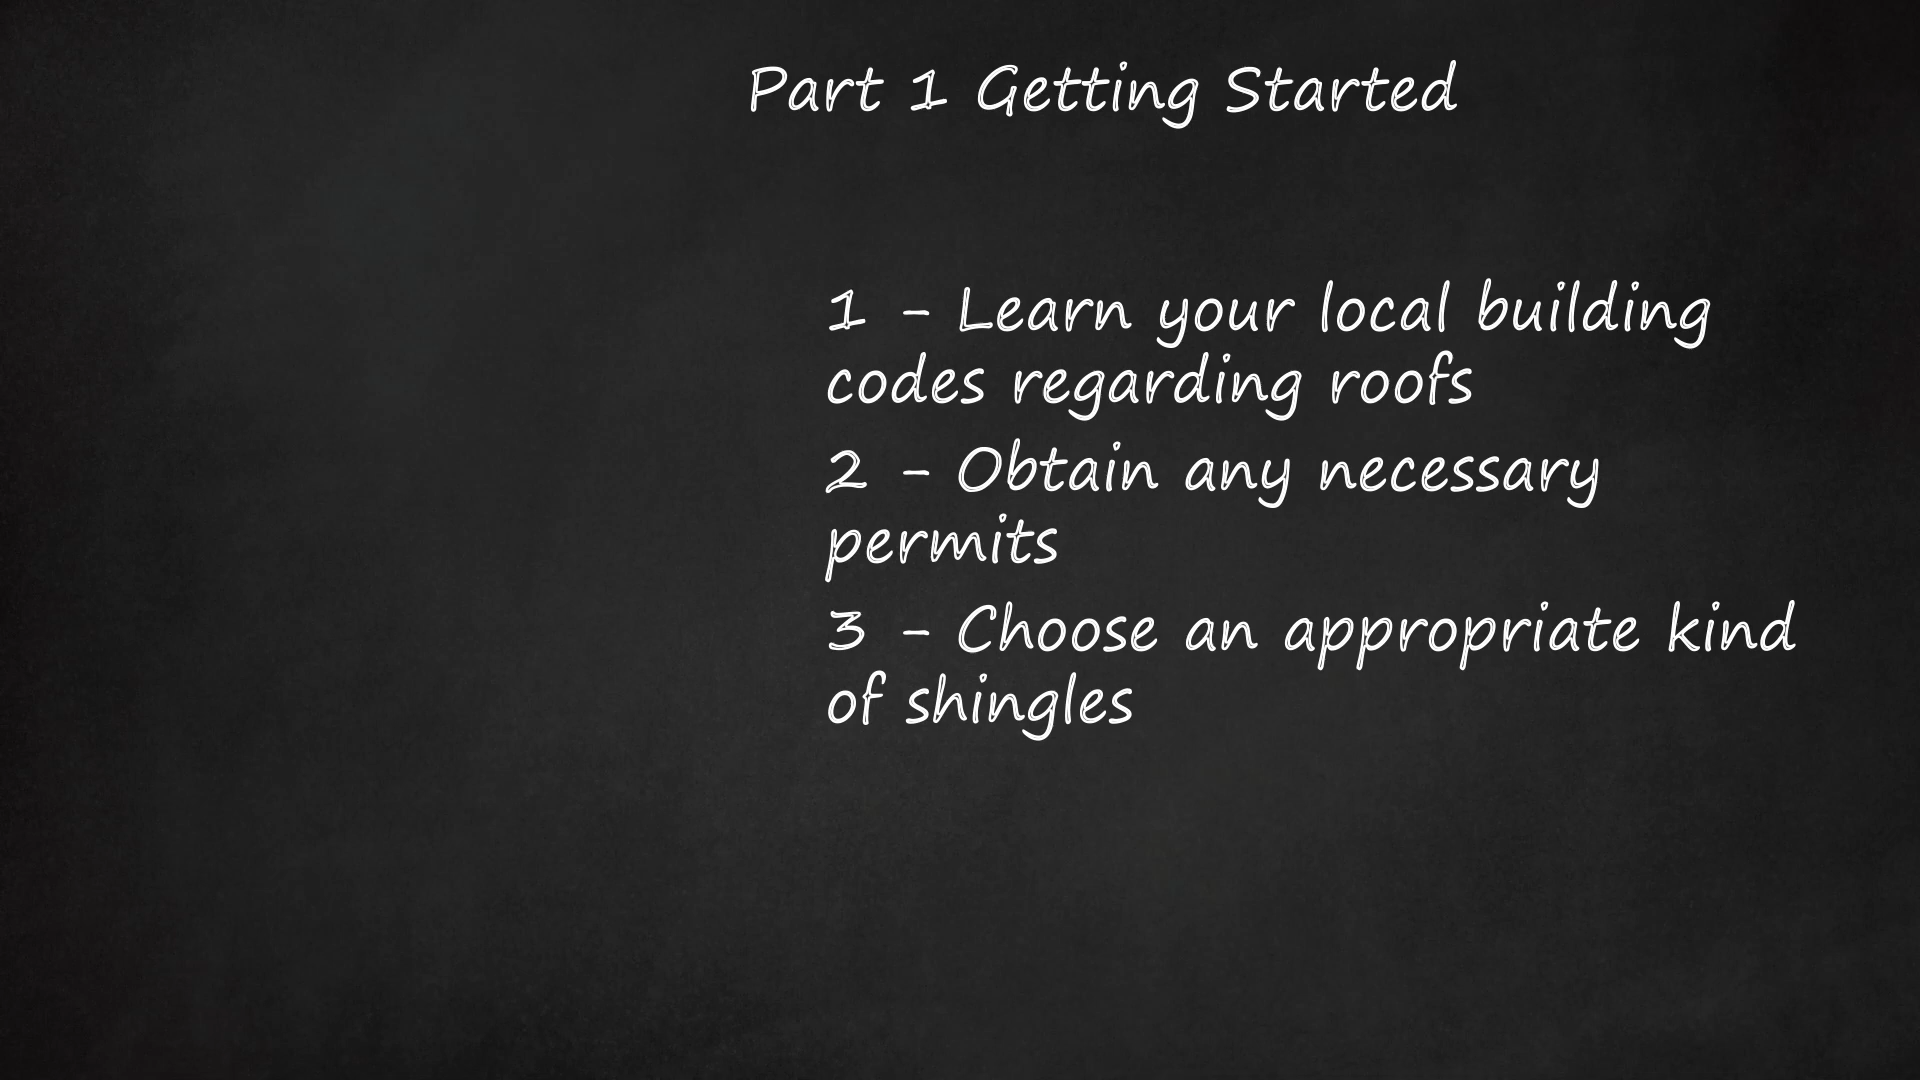 Part 1 Getting Started
1 - Learn your local building
codes regarding roofs
2 - Obtain any necessary
permits
3 - Choose an appropriate kind
of shingles